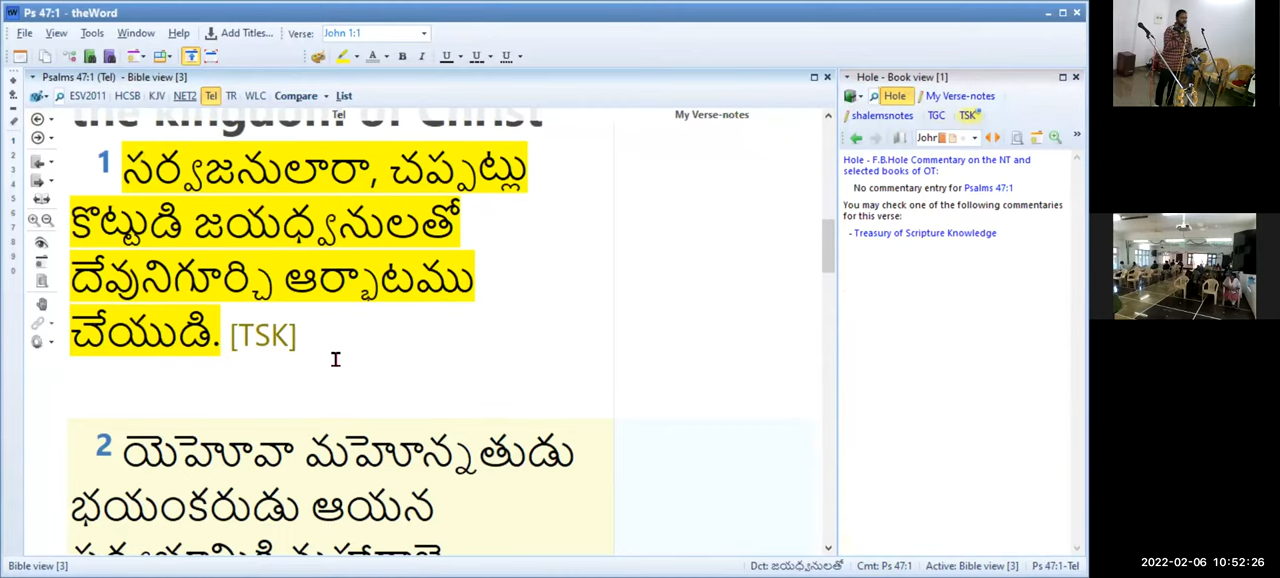 Ps 47:1 - theWord
File View Tools Window Help Add Titles... Verse: John 1:1
B I U U U
Psalms 47:1 (Tel) - Bible view [3]
ESV2011 HCSB KJV NET2 Tel TR WLC Compare List
Tel My Verse-notes
the kingdom of Christ
1 సర్వజనులారా, చప్పట్లు
కొట్టుడి జయధ్వనులతో
దేవునిగూర్చి ఆర్భాటము
చేయుడి. [TSK]
2 యెహోవా మహోన్నతుడు
భయంకరుడు ఆయన
Hole - Book view [1]
Hole My Verse-notes
shalemsnotes TGC TSK
John
Hole - F.B.Hole Commentary on the NT and
selected books of OT:
No commentary entry for Psalms 47:1
You may check one of the following commentaries
for this verse:
- Treasury of Scripture Knowledge
Bible view [3] Dct: జయధ్వనులతో Cmt: Ps 47:1 Active: Bible view [3] Ps 47:1-Tel
2022-02-06 10:52:26